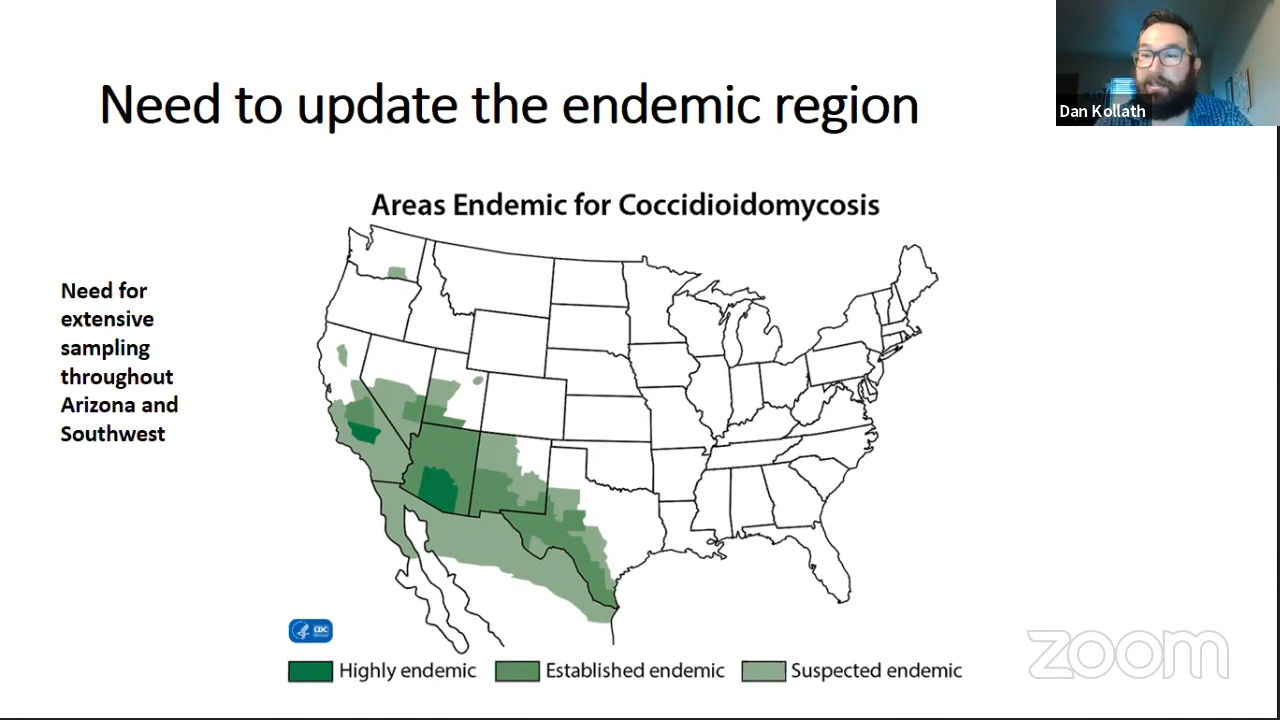 Need to update the endemic region
Dan Kollath
Areas Endemic for Coccidioidomycosis
Need for
extensive
sampling
throughout
Arizona and
Southwest
CDC
Highly endemic
Established endemic
Suspected endemic
zoom